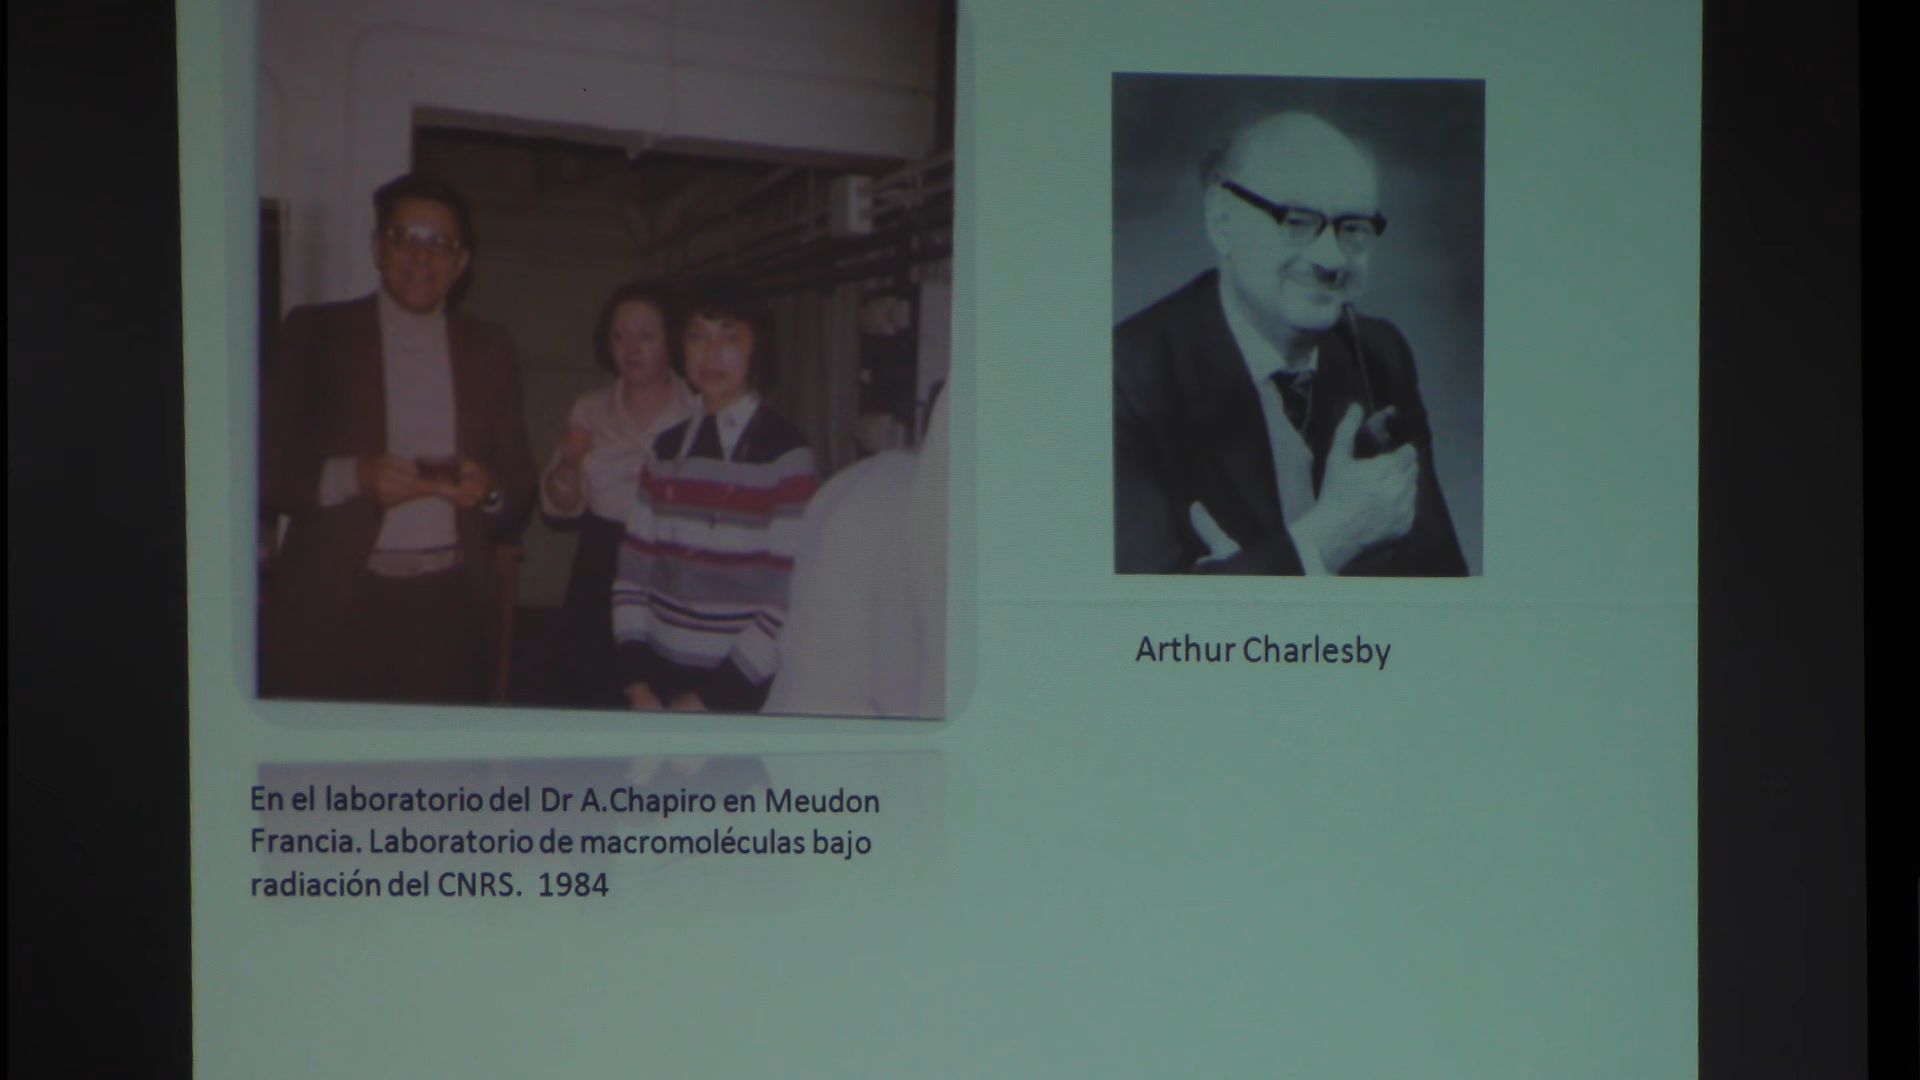 Arthur Charlesby
En el laboratorio del Dr A.Chapiro en Meudon
Francia. Laboratorio de macromoléculas bajo
radiación del CNRS. 1984